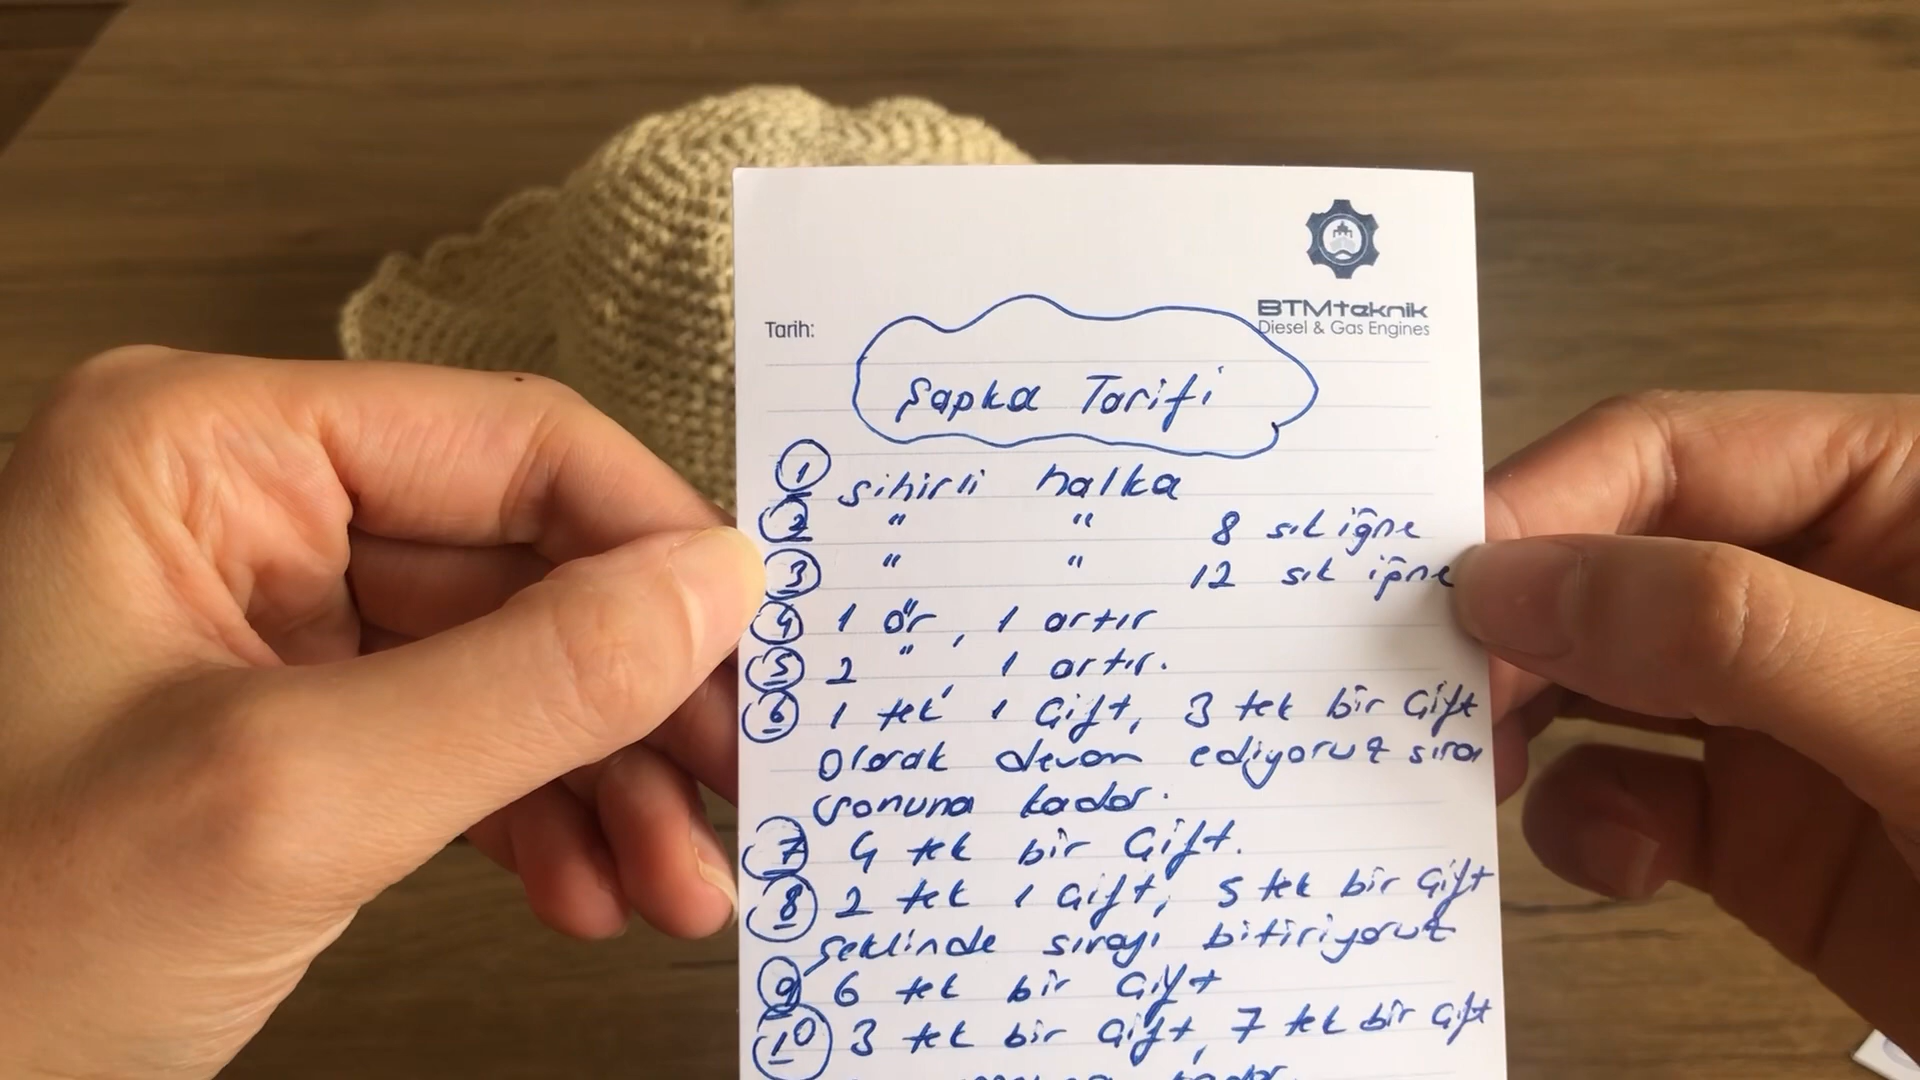 BTMteknik
Diesel & Gas Engines
Tarih:
Şapka Tarifi
1 sihirli halka
2 " " 8 sık iğne
3 " " 12 sık iğne
4 1 ör, 1 artır
5 2 ", 1 artır.
6 1 tek 1 Çift, 3 tek bir Çift
olarak devam ediyoruz sıra
sonuna kadar.
7 4 tek bir Çift.
8 2 tek 1 Çift, 5 tek bir Çift
şeklinde sırayı bitiriyoruz
9 6 tek bir Çift
10 3 tek bir Çift, 7 tek bir Çift
kadar.